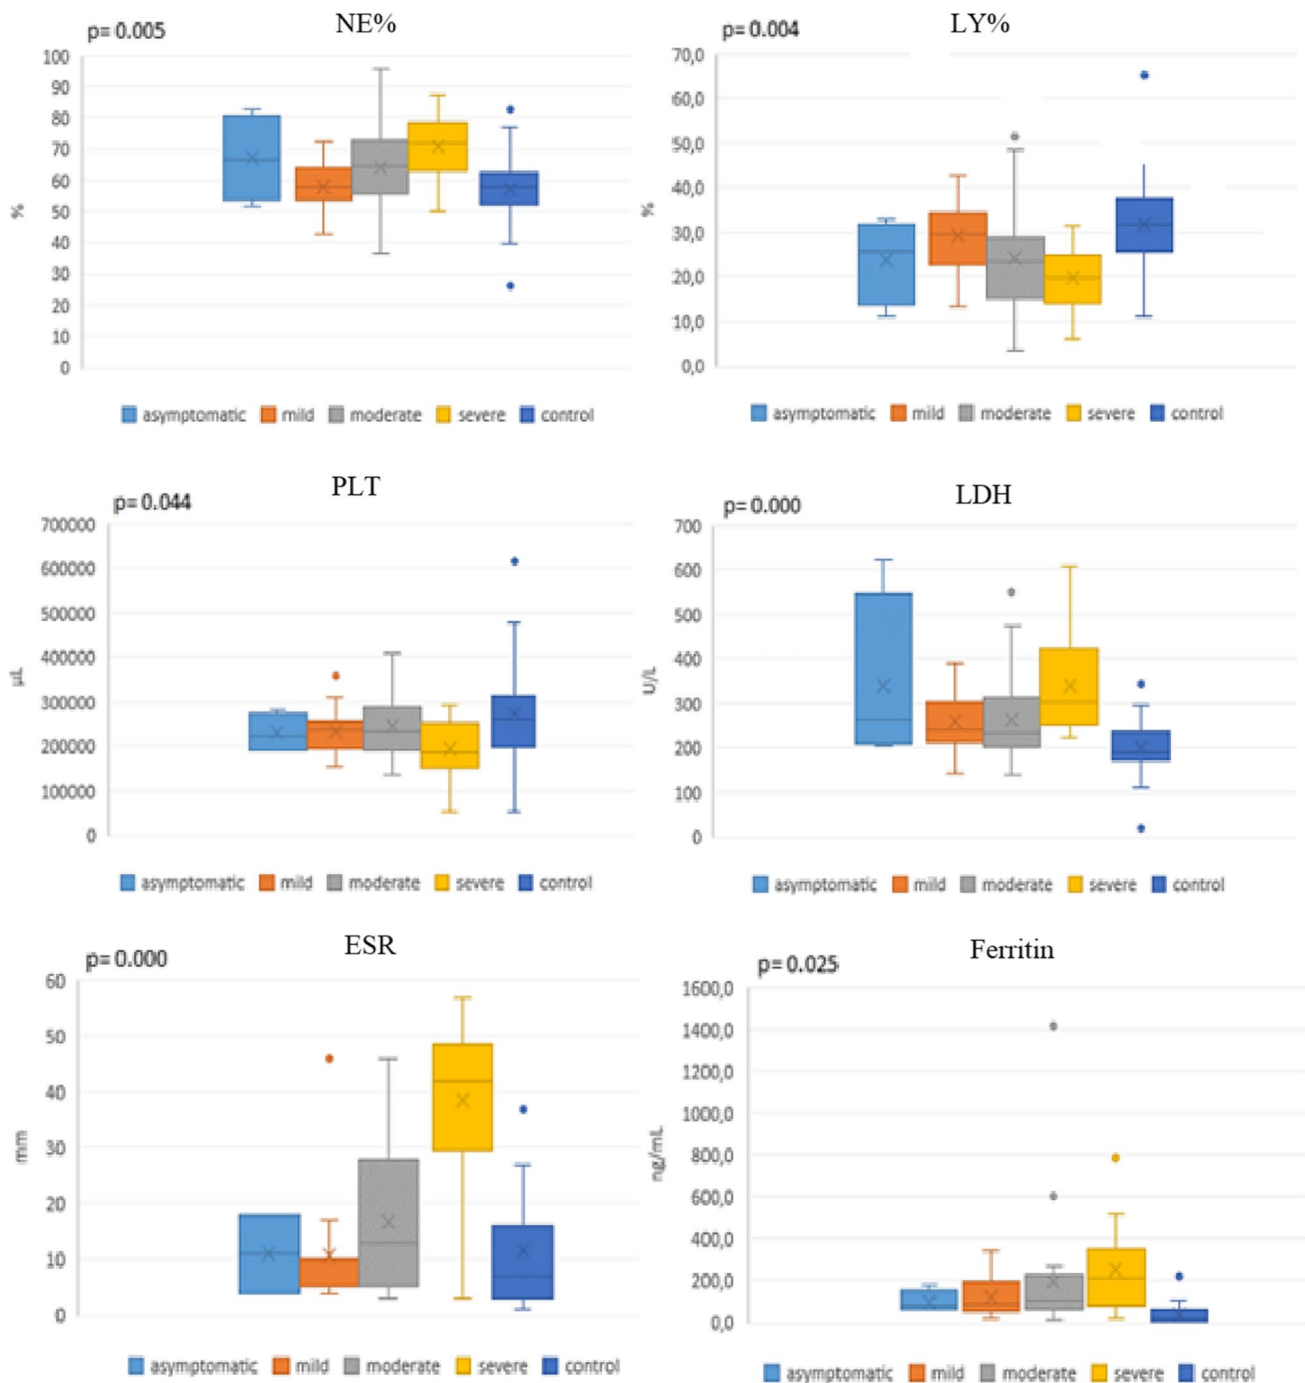 NE%
p= 0.005
100
90
80
70
60
50
40
30
20
10
0
%
asymptomatic mild moderate severe control
LY%
p= 0.004
70,0
60,0
50,0
40,0
30,0
20,0
10,0
0,0
%
asymptomatic mild moderate severe control
PLT
p= 0.044
700000
600000
500000
400000
300000
200000
100000
0
µL
asymptomatic mild moderate severe control
LDH
p= 0.000
700
600
500
400
300
200
100
0
U/L
asymptomatic mild moderate severe control
ESR
p= 0.000
60
50
40
30
20
10
0
mm
asymptomatic mild moderate severe control
Ferritin
p= 0.025
1600,0
1400,0
1200,0
1000,0
800,0
600,0
400,0
200,0
0,0
ng/mL
asymptomatic mild moderate severe control